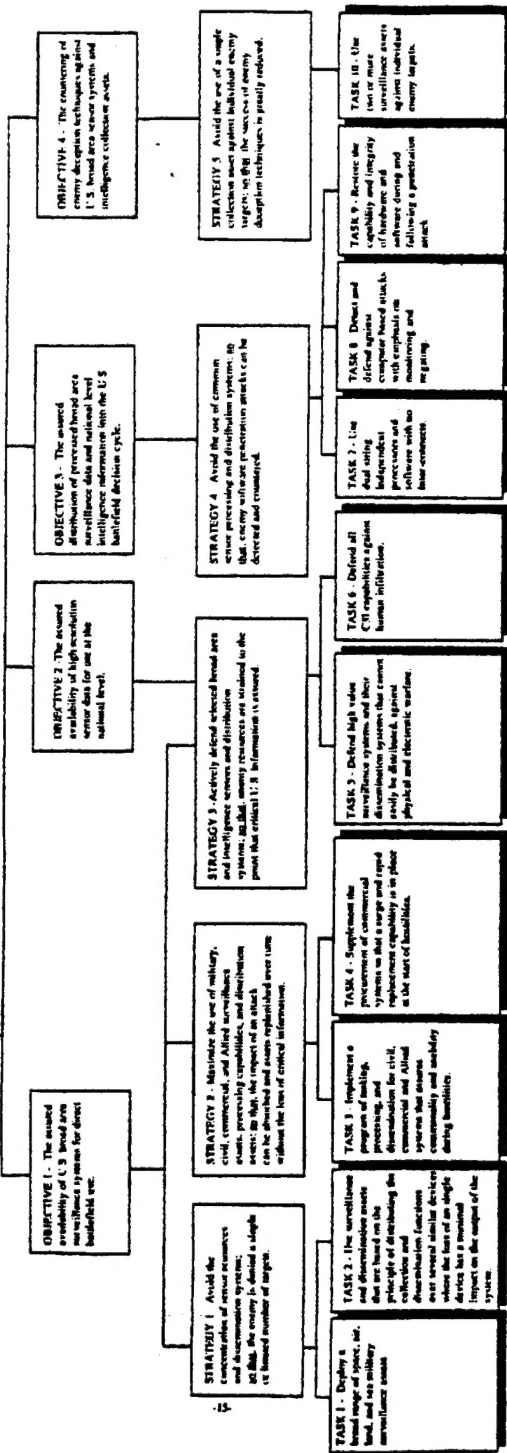 OBJECTIVE 1 - The assured
availability of U S broad area
surveillance systems for direct
battlefield use.
OBJECTIVE 2 - The assured
availability of high resolution
sensor data for use at the
national level.
OBJECTIVE 3 - The assured
distribution of processed broad area
surveillance data and national level
intelligence information into the U S
battlefield decision cycle.
OBJECTIVE 4 - The countering of
enemy deception techniques against
U.S. broad area sensor systems and
intelligence collection assets.
STRATEGY 1 Avoid the
concentration of sensor resources
and dissemination systems;
so that, the enemy is denied a single
or limited number of targets.
STRATEGY 2 - Maximize the use of military,
civil, commercial, and Allied surveillance
assets, processing capabilities, and distribution
assets; so that, the impact of an attack
can be absorbed and assets replenished over time
without the loss of critical information.
STRATEGY 3 - Actively defend selected broad area
and intelligence sensors and distribution
systems; so that, enemy resources are strained to the
point that critical U.S. information is assured.
STRATEGY 4 Avoid the use of common
sensor processing and distribution systems; so
that, enemy software penetration attacks can be
detected and countered.
STRATEGY 5 Avoid the use of a single
collection asset against individual enemy
targets; so that, the success of enemy
deception techniques is greatly reduced.
TASK 1 - Deploy a
broad range of space, air,
land, and sea military
surveillance assets
TASK 2 - Use surveillance
and dissemination assets
that are based on the
principle of distributing the
collection and
dissemination functions
over several similar devices
where the loss of an single
device has a minimal
impact on the output of the
system.
TASK 3 - Implement a
program of tasking,
processing, and
dissemination for civil,
commercial and Allied
systems that assures
commonality and usability
during hostilities.
TASK 4 - Supplement the
procurement of commercial
systems so that a surge and rapid
replacement capability is in place
at the start of hostilities.
TASK 5 - Defend high value
surveillance systems, and their
dissemination systems that cannot
easily be distributed, against
physical and electronic warfare.
TASK 6 - Defend all
C3I capabilities against
human infiltration.
TASK 7 - Use
dual string
independent
processors and
software with no
inter-connects.
TASK 8 Detect and
defend against
computer based attacks
with emphasis on
monitoring and
negating.
TASK 9 - Restore the
capability and integrity
of hardware and
software during and
following a penetration
attack
TASK 10 - Use
two or more
surveillance assets
against individual
enemy targets.